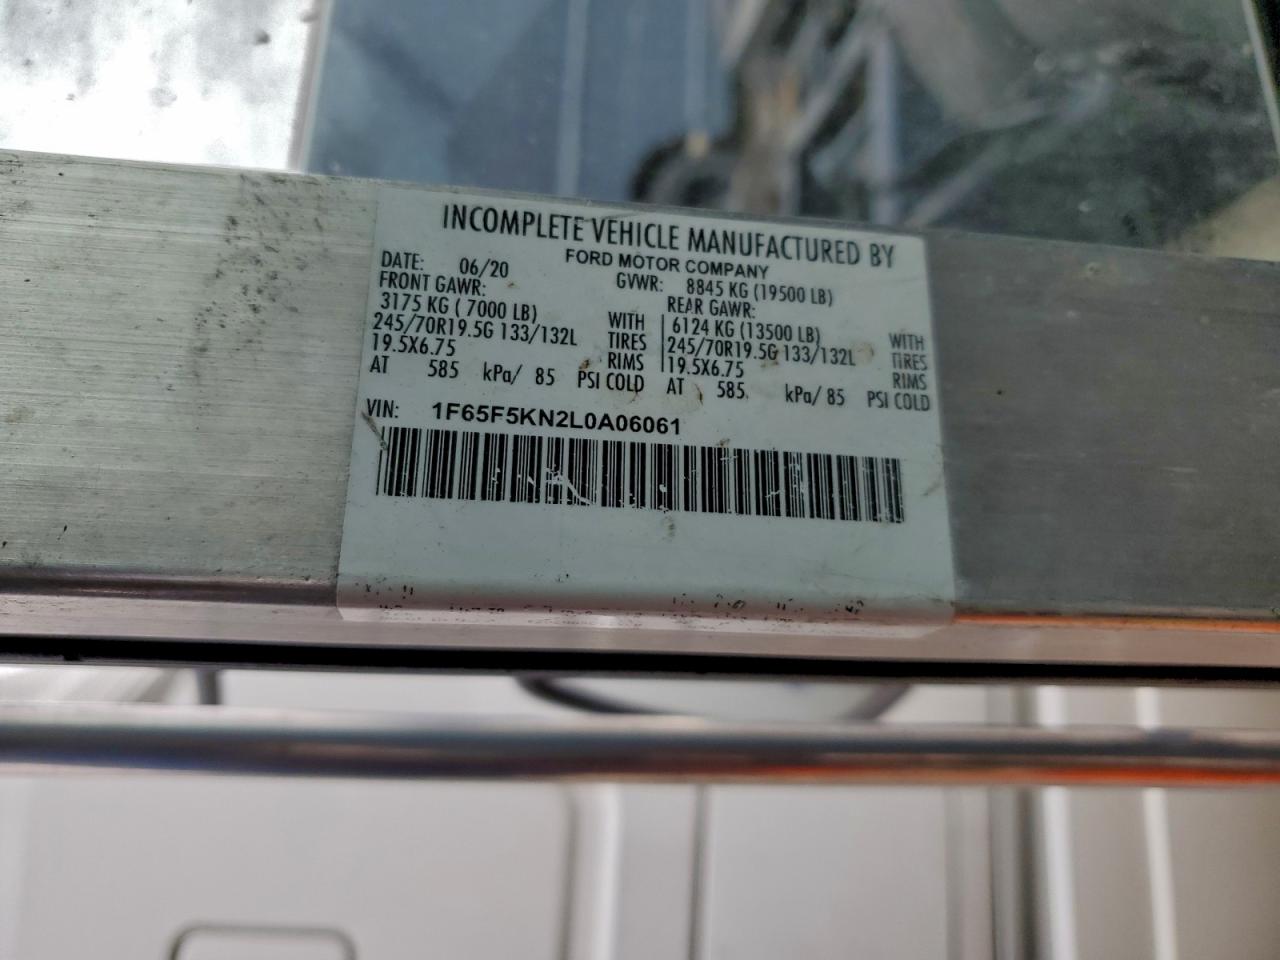 INCOMPLETE VEHICLE MANUFACTURED BY
FORD MOTOR COMPANY
DATE: 06/20 GVWR: 8845 KG (19500 LB)
FRONT GAWR: REAR GAWR:
3175 KG ( 7000 LB) WITH 6124 KG (13500 LB) WITH
245/70R19.5G 133/132L TIRES 245/70R19.5G 133/132L TIRES
19.5X6.75 RIMS 19.5X6.75 RIMS
AT 585 kPa/ 85 PSI COLD AT 585 kPa/ 85 PSI COLD
VIN: 1F65F5KN2L0A06061